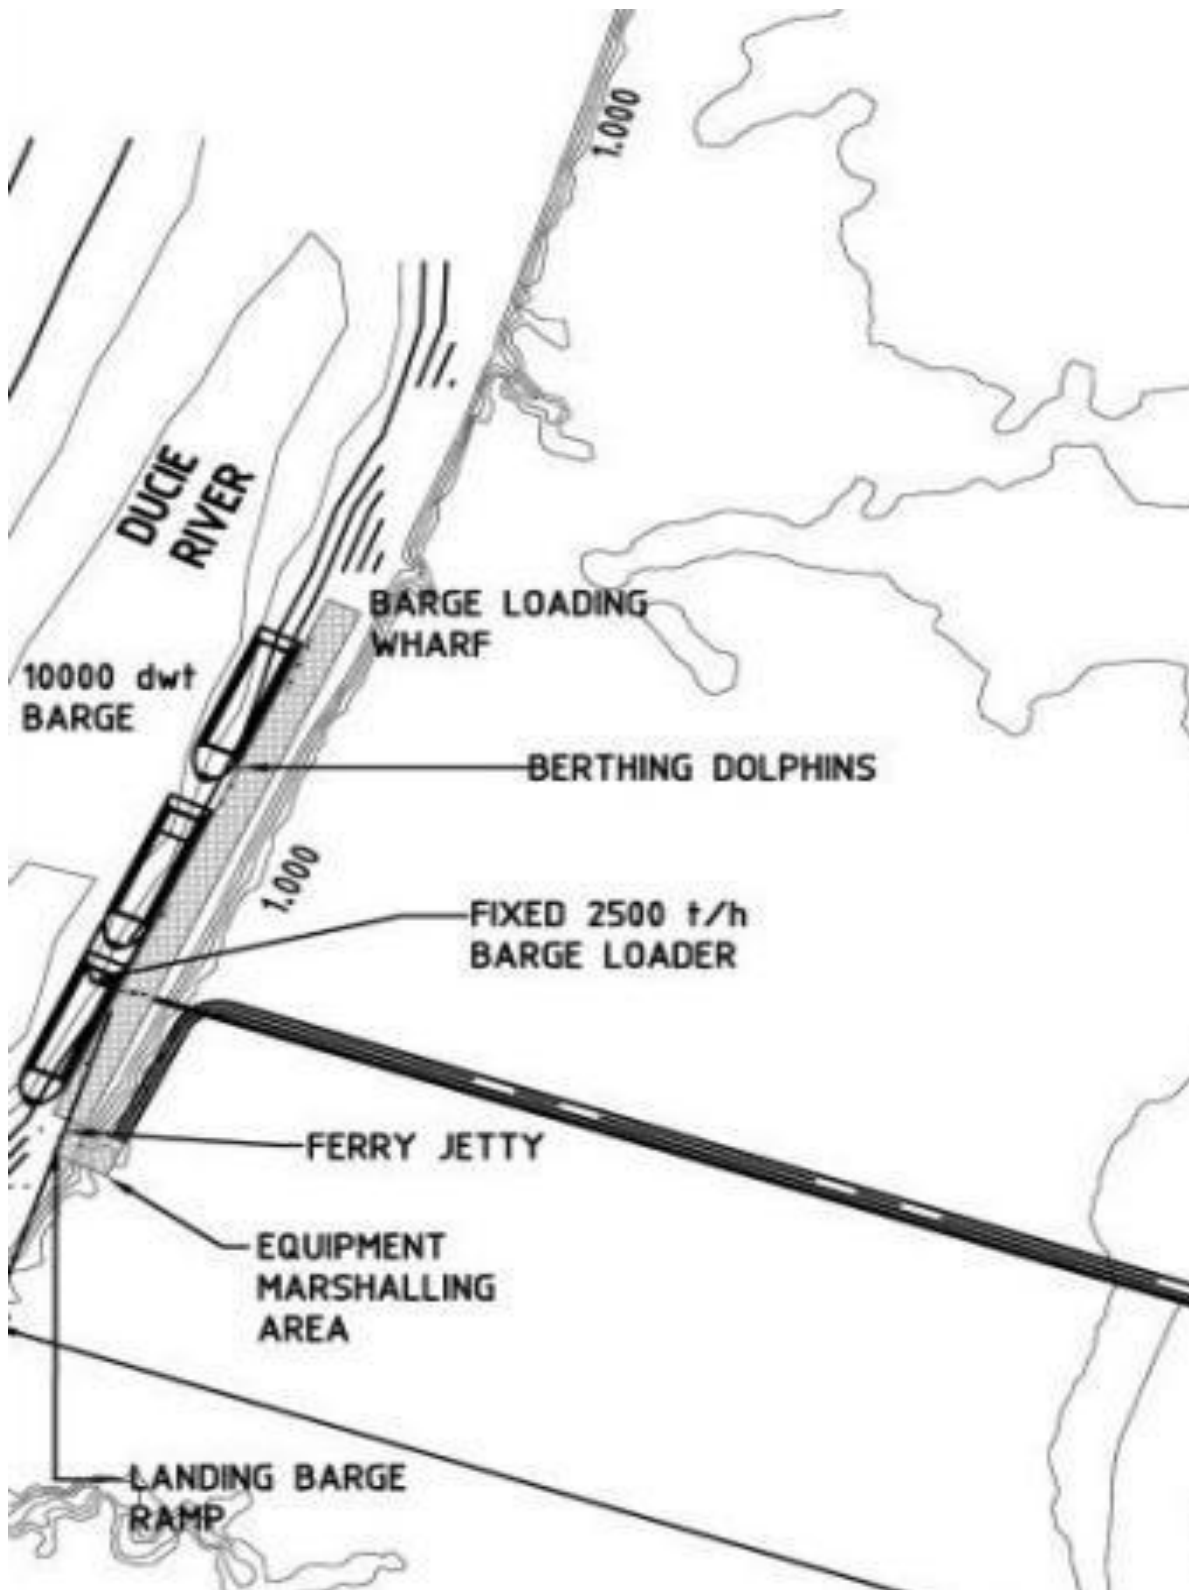 1.000
DUCIE
RIVER
BARGE LOADING
WHARF
10000 dwt
BARGE
BERTHING DOLPHINS
1.000
FIXED 2500 t/h
BARGE LOADER
FERRY JETTY
EQUIPMENT
MARSHALLING
AREA
LANDING BARGE
RAMP